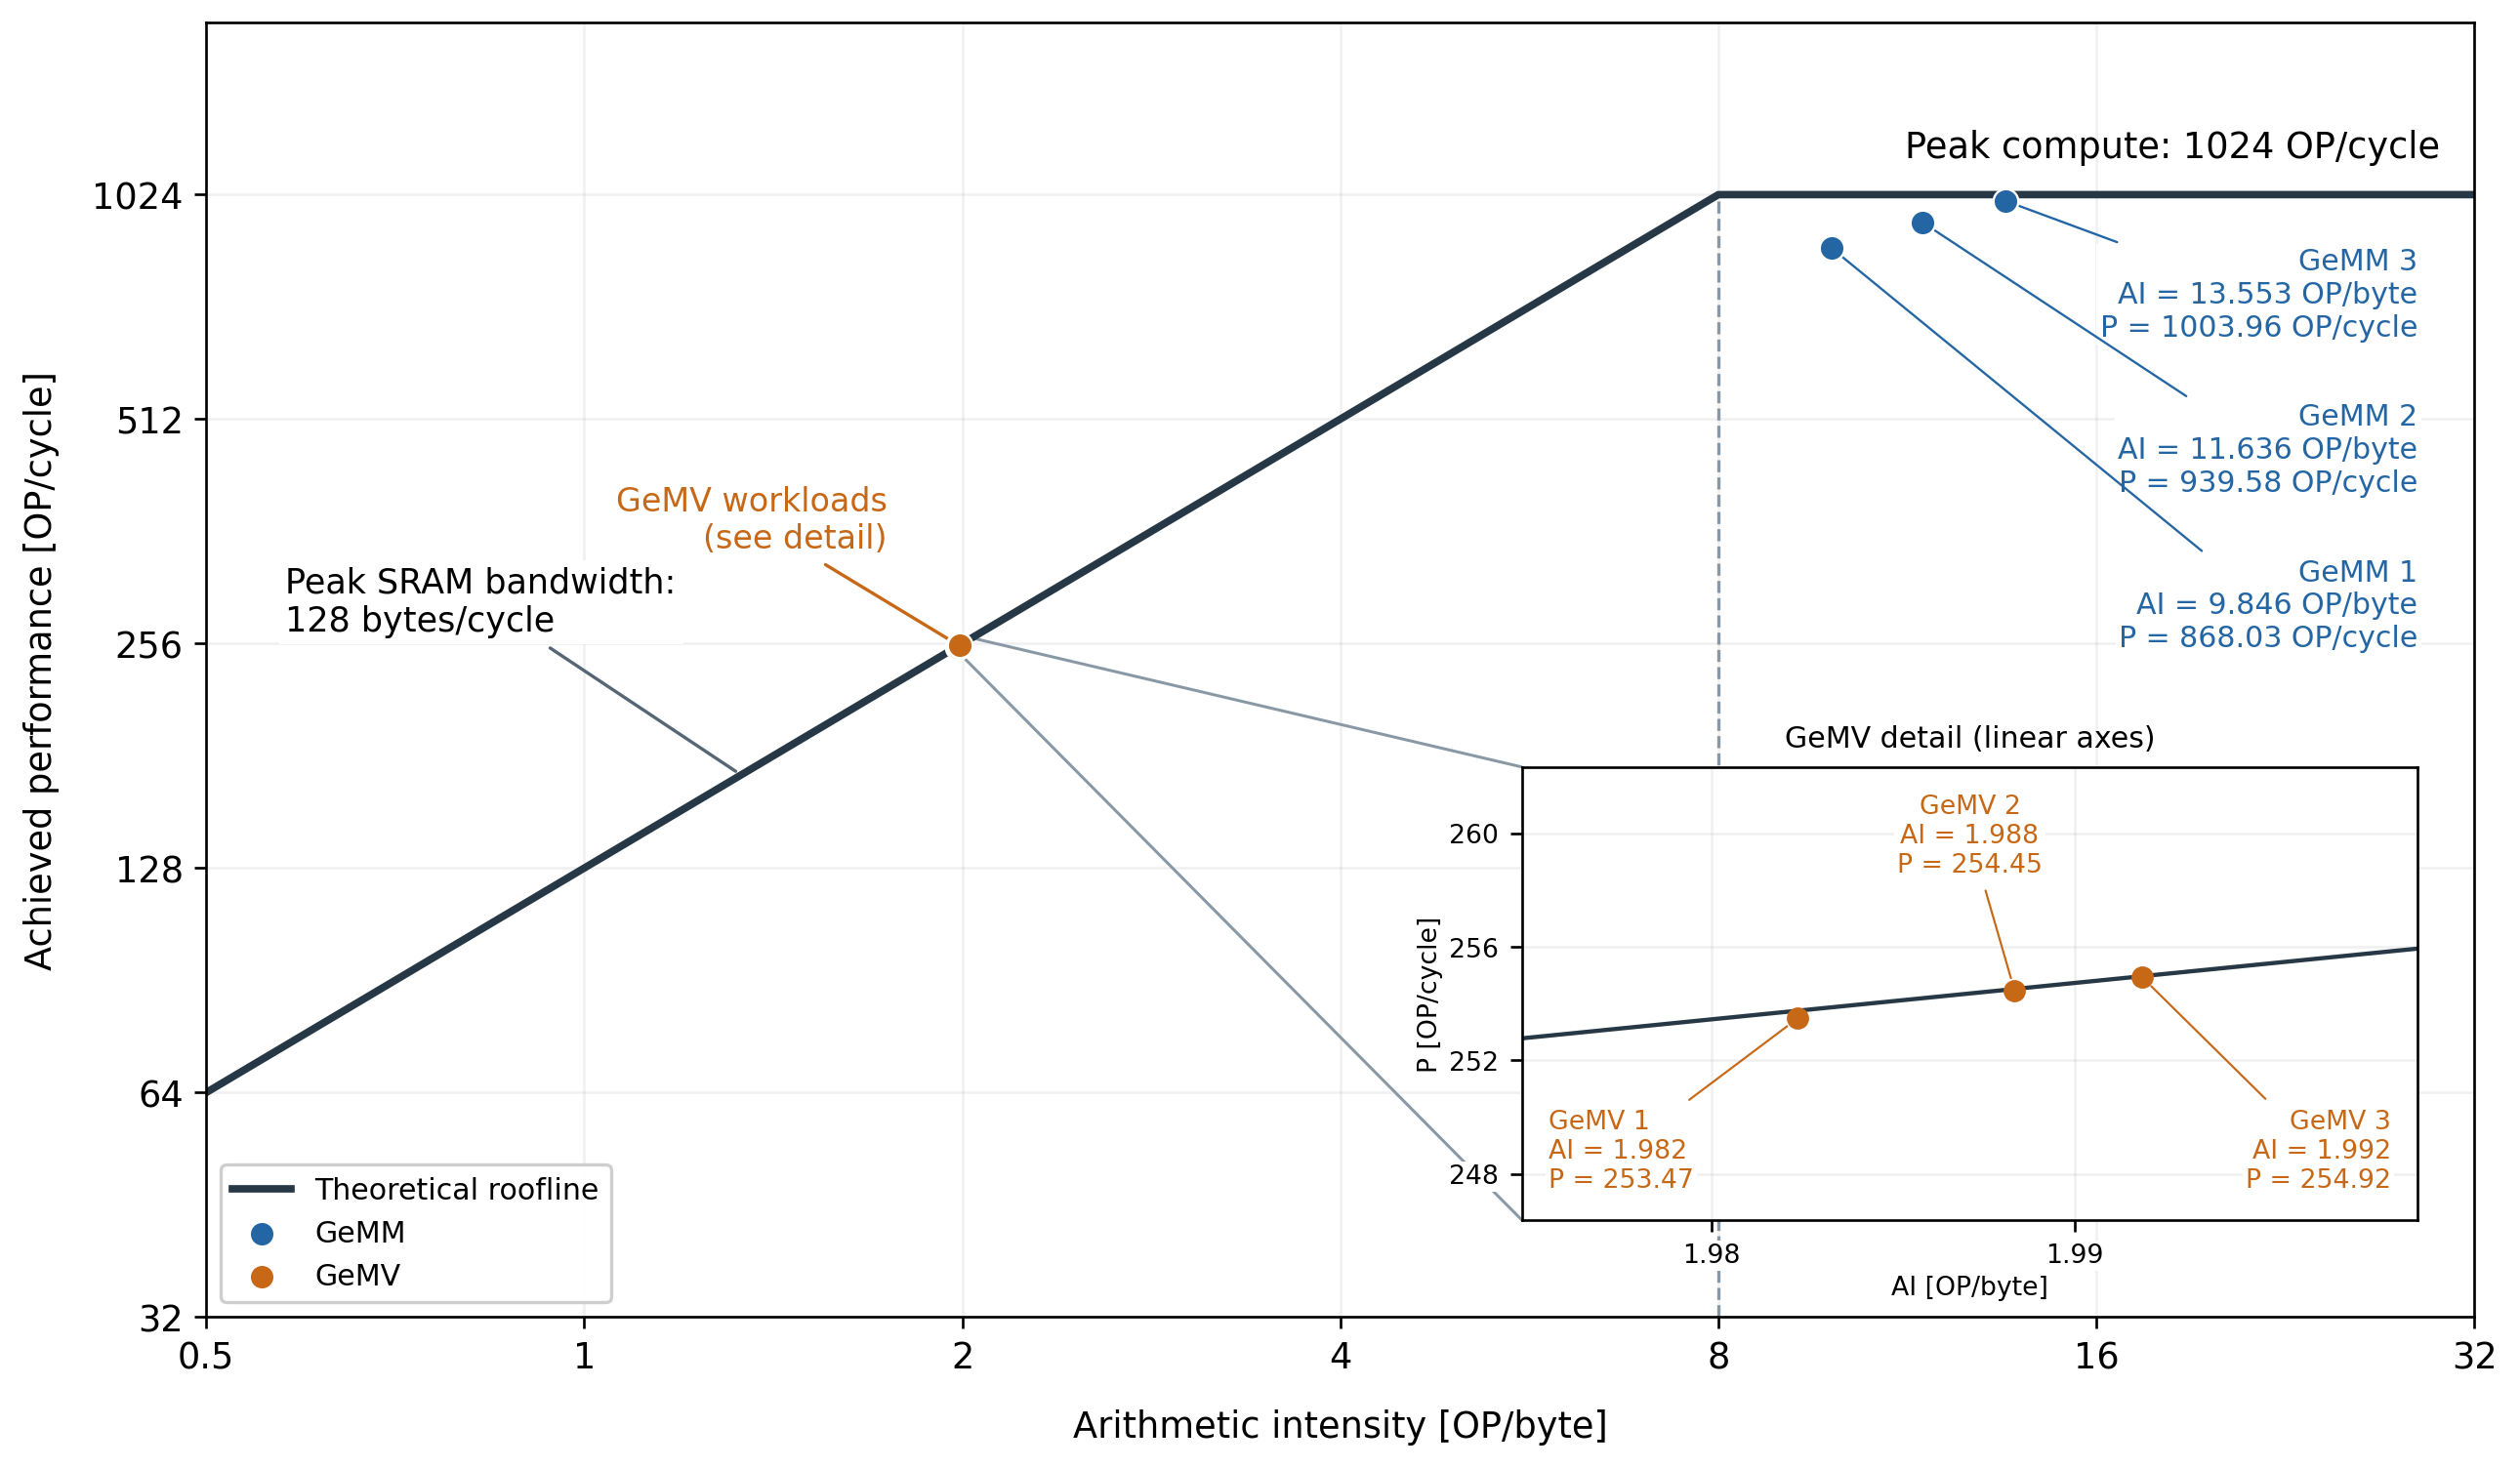 Peak compute: 1024 OP/cycle
1024
512
256
128
64
32
Achieved performance [OP/cycle]
GeMM 3
AI = 13.553 OP/byte
P = 1003.96 OP/cycle
GeMM 2
AI = 11.636 OP/byte
P = 939.58 OP/cycle
GeMM 1
AI = 9.846 OP/byte
P = 868.03 OP/cycle
GeMV workloads
(see detail)
Peak SRAM bandwidth:
128 bytes/cycle
GeMV detail (linear axes)
260
256
252
248
P [OP/cycle]
GeMV 2
AI = 1.988
P = 254.45
GeMV 1
AI = 1.982
P = 253.47
GeMV 3
AI = 1.992
P = 254.92
1.98
1.99
AI [OP/byte]
Theoretical roofline
GeMM
GeMV
0.5
1
2
4
8
16
32
Arithmetic intensity [OP/byte]